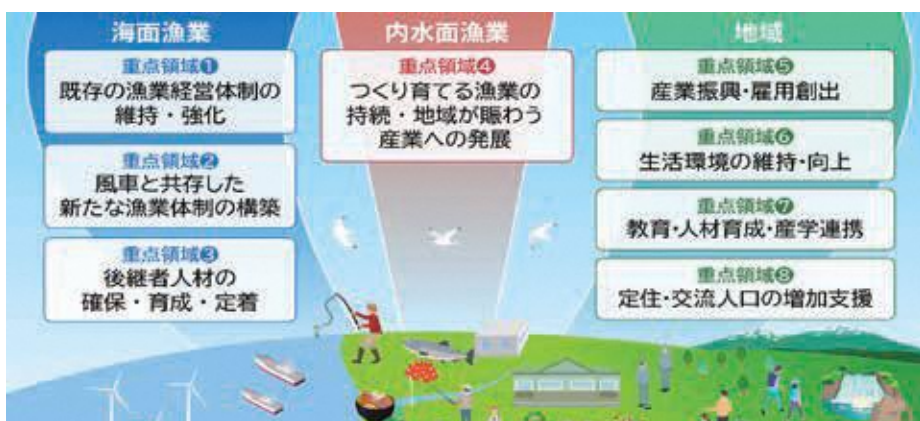 海面漁業
重点領域❶
既存の漁業経営体制の
維持・強化
重点領域❷
風車と共存した
新たな漁業体制の構築
重点領域❸
後継者人材の
確保・育成・定着
内水面漁業
重点領域❹
つくり育てる漁業の
持続・地域が賑わう
産業への発展
地域
重点領域❺
産業振興・雇用創出
重点領域❻
生活環境の維持・向上
重点領域❼
教育・人材育成・産学連携
重点領域❽
定住・交流人口の増加支援